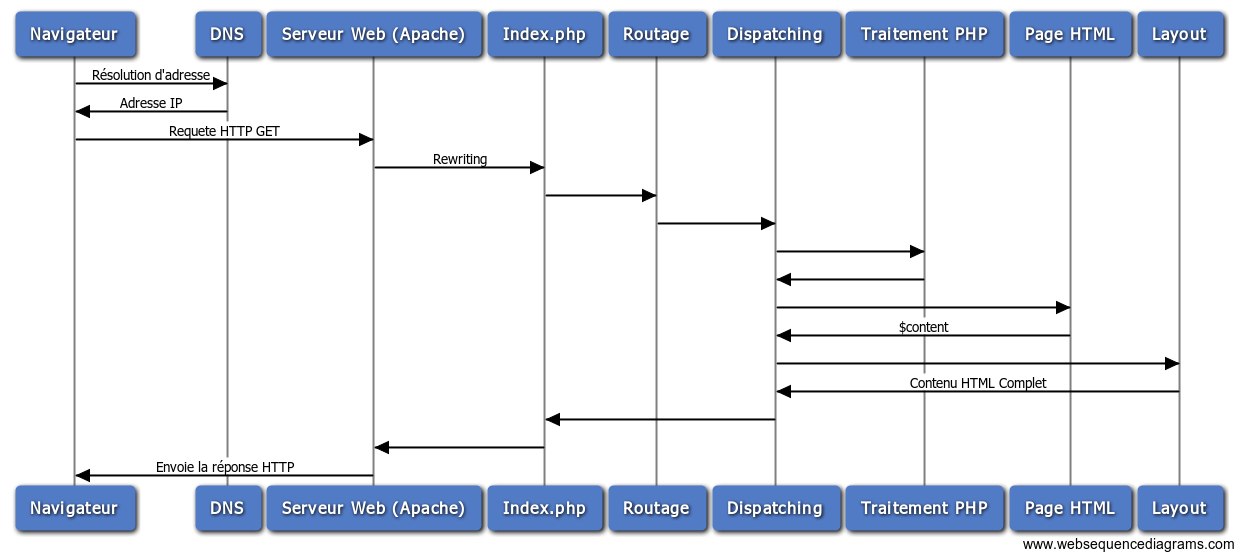 Navigateur DNS Serveur Web (Apache) Index.php Routage Dispatching Traitement PHP Page HTML Layout
Résolution d'adresse
Adresse IP
Requete HTTP GET
Rewriting
$content
Contenu HTML Complet
Envoie la réponse HTTP
Navigateur DNS Serveur Web (Apache) Index.php Routage Dispatching Traitement PHP Page HTML Layout
www.websequencediagrams.com